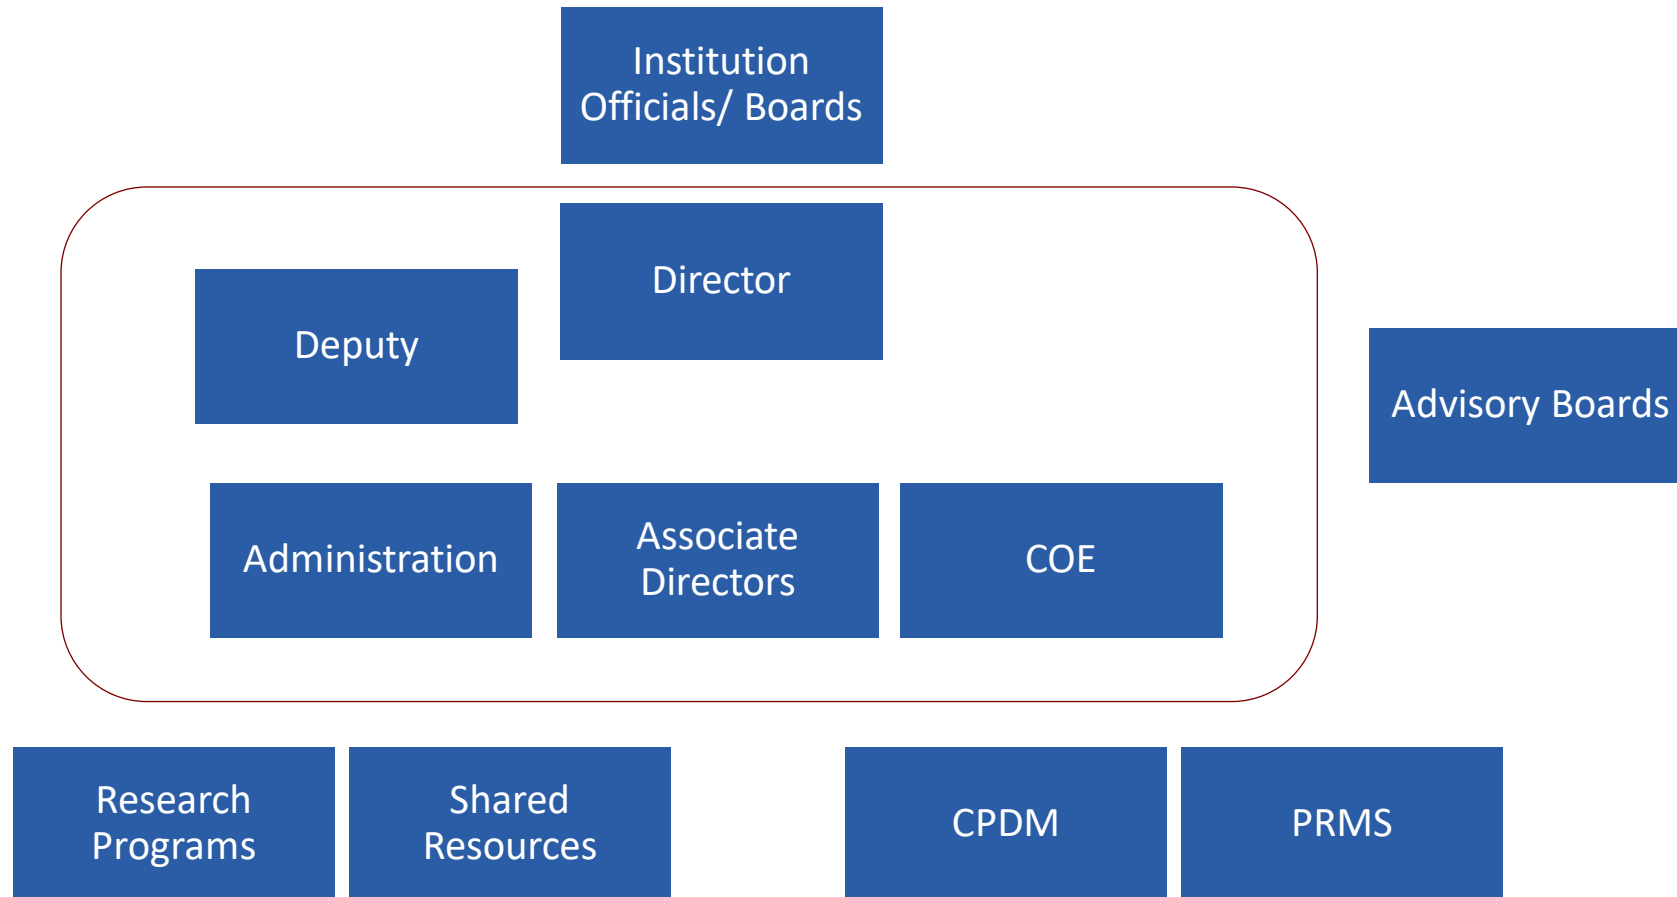 Institution
Officials/ Boards
Director
Deputy
Advisory Boards
Administration
Associate
Directors
COE
Research
Programs
Shared
Resources
CPDM
PRMS